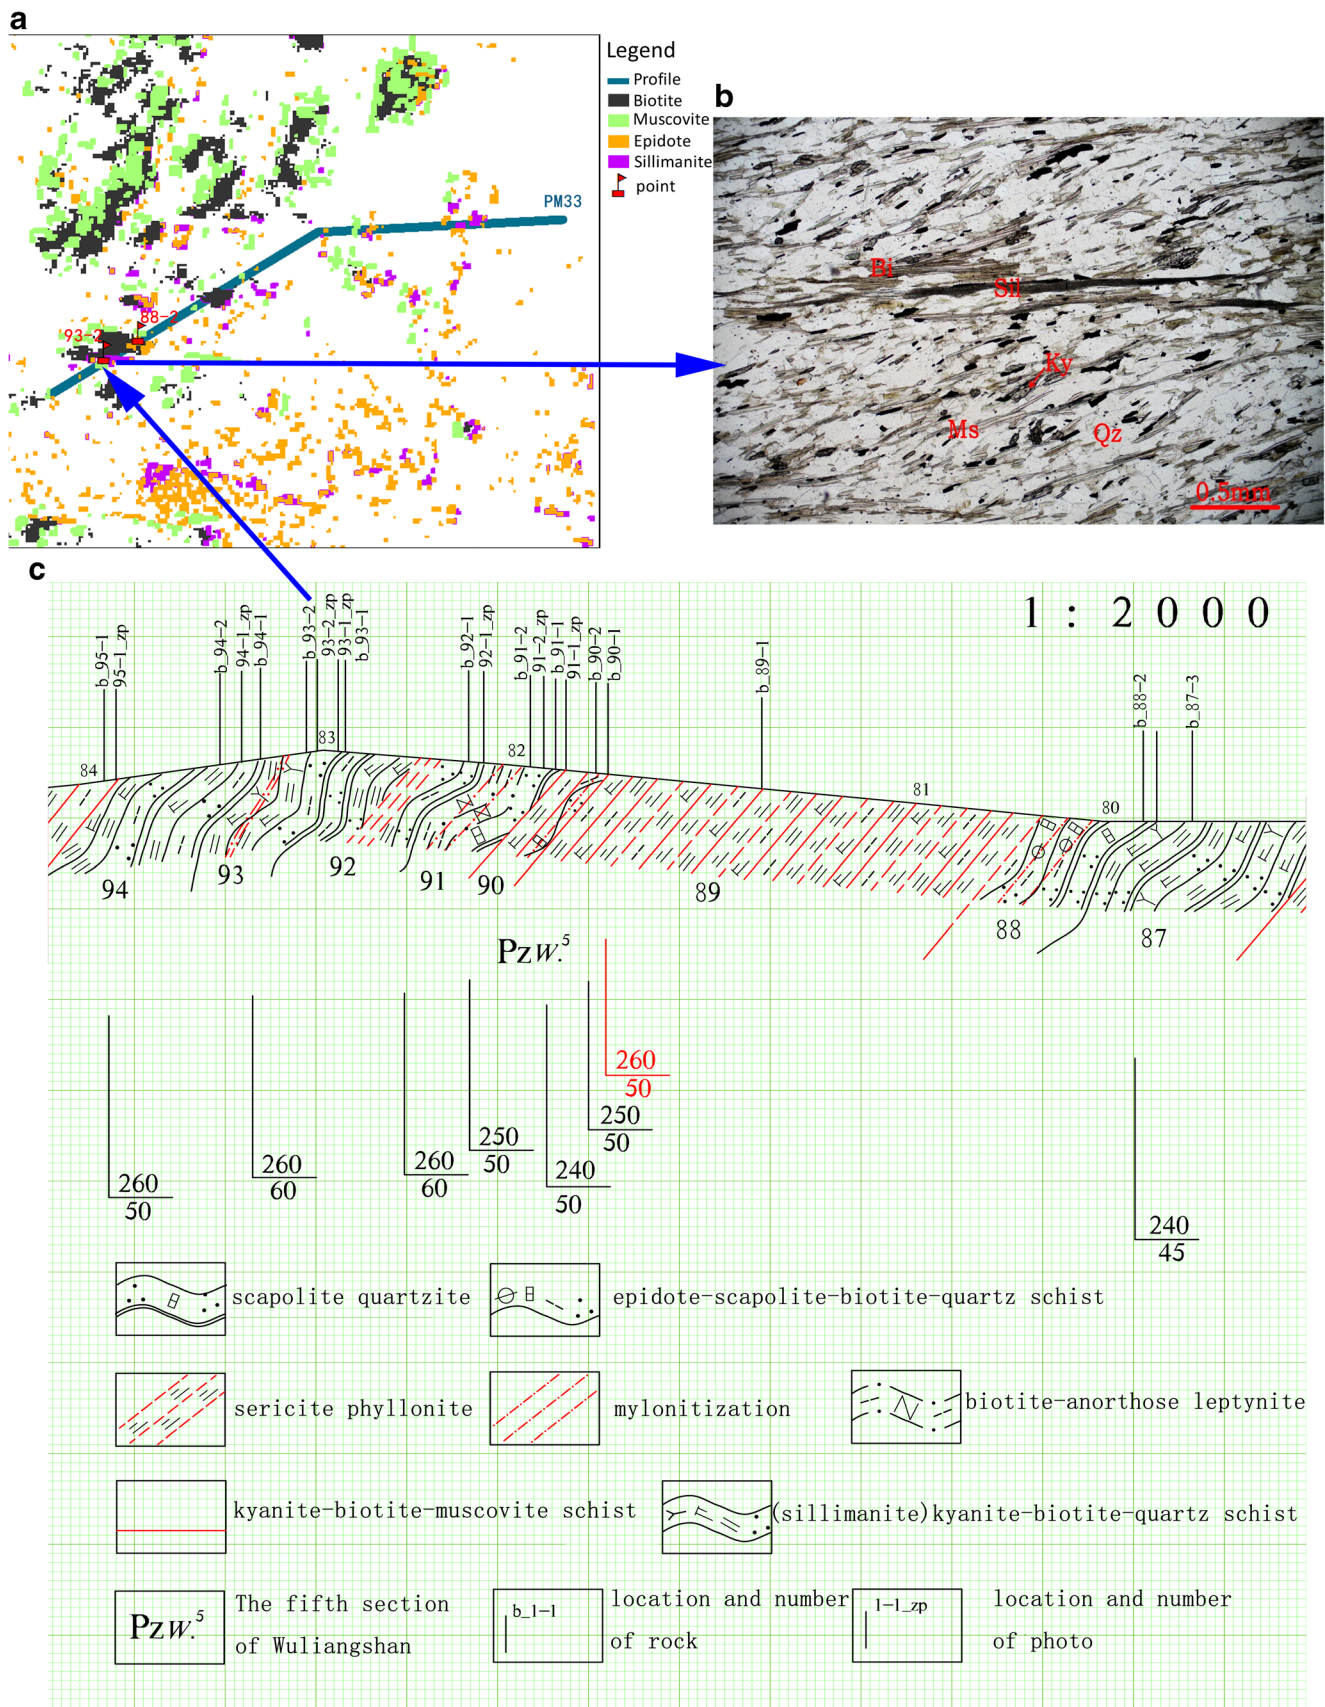 a
Legend
Profile
Biotite
Muscovite
Epidote
Sillimanite
point
PM33
88-2
93-2
b
Bi
Sil
Ky
Ms
Qz
0.5mm
c
1: 2000
b_95-1
95-1_zp
b_94-2
94-1_zp
b_94-1
b_93-2
93-2_zp
93-1_zp
b_93-1
b_92-1
92-1_zp
b_91-2
91-2_zp
b_91-1
91-1_zp
b_90-2
b_90-1
b_89-1
b_88-2
b_87-3
84
83
82
81
80
94
93
92
91
90
89
88
87
Pzw.5
260
50
260
60
260
60
250
50
240
50
250
50
260
50
240
45
scapolite quartzite
epidote-scapolite-biotite-quartz schist
sericite phyllonite
mylonitization
biotite-anorthose leptynite
kyanite-biotite-muscovite schist
(sillimanite)kyanite-biotite-quartz schist
Pzw.5
The fifth section
of Wuliangshan
b_1-1
location and number
of rock
1-1_zp
location and number
of photo